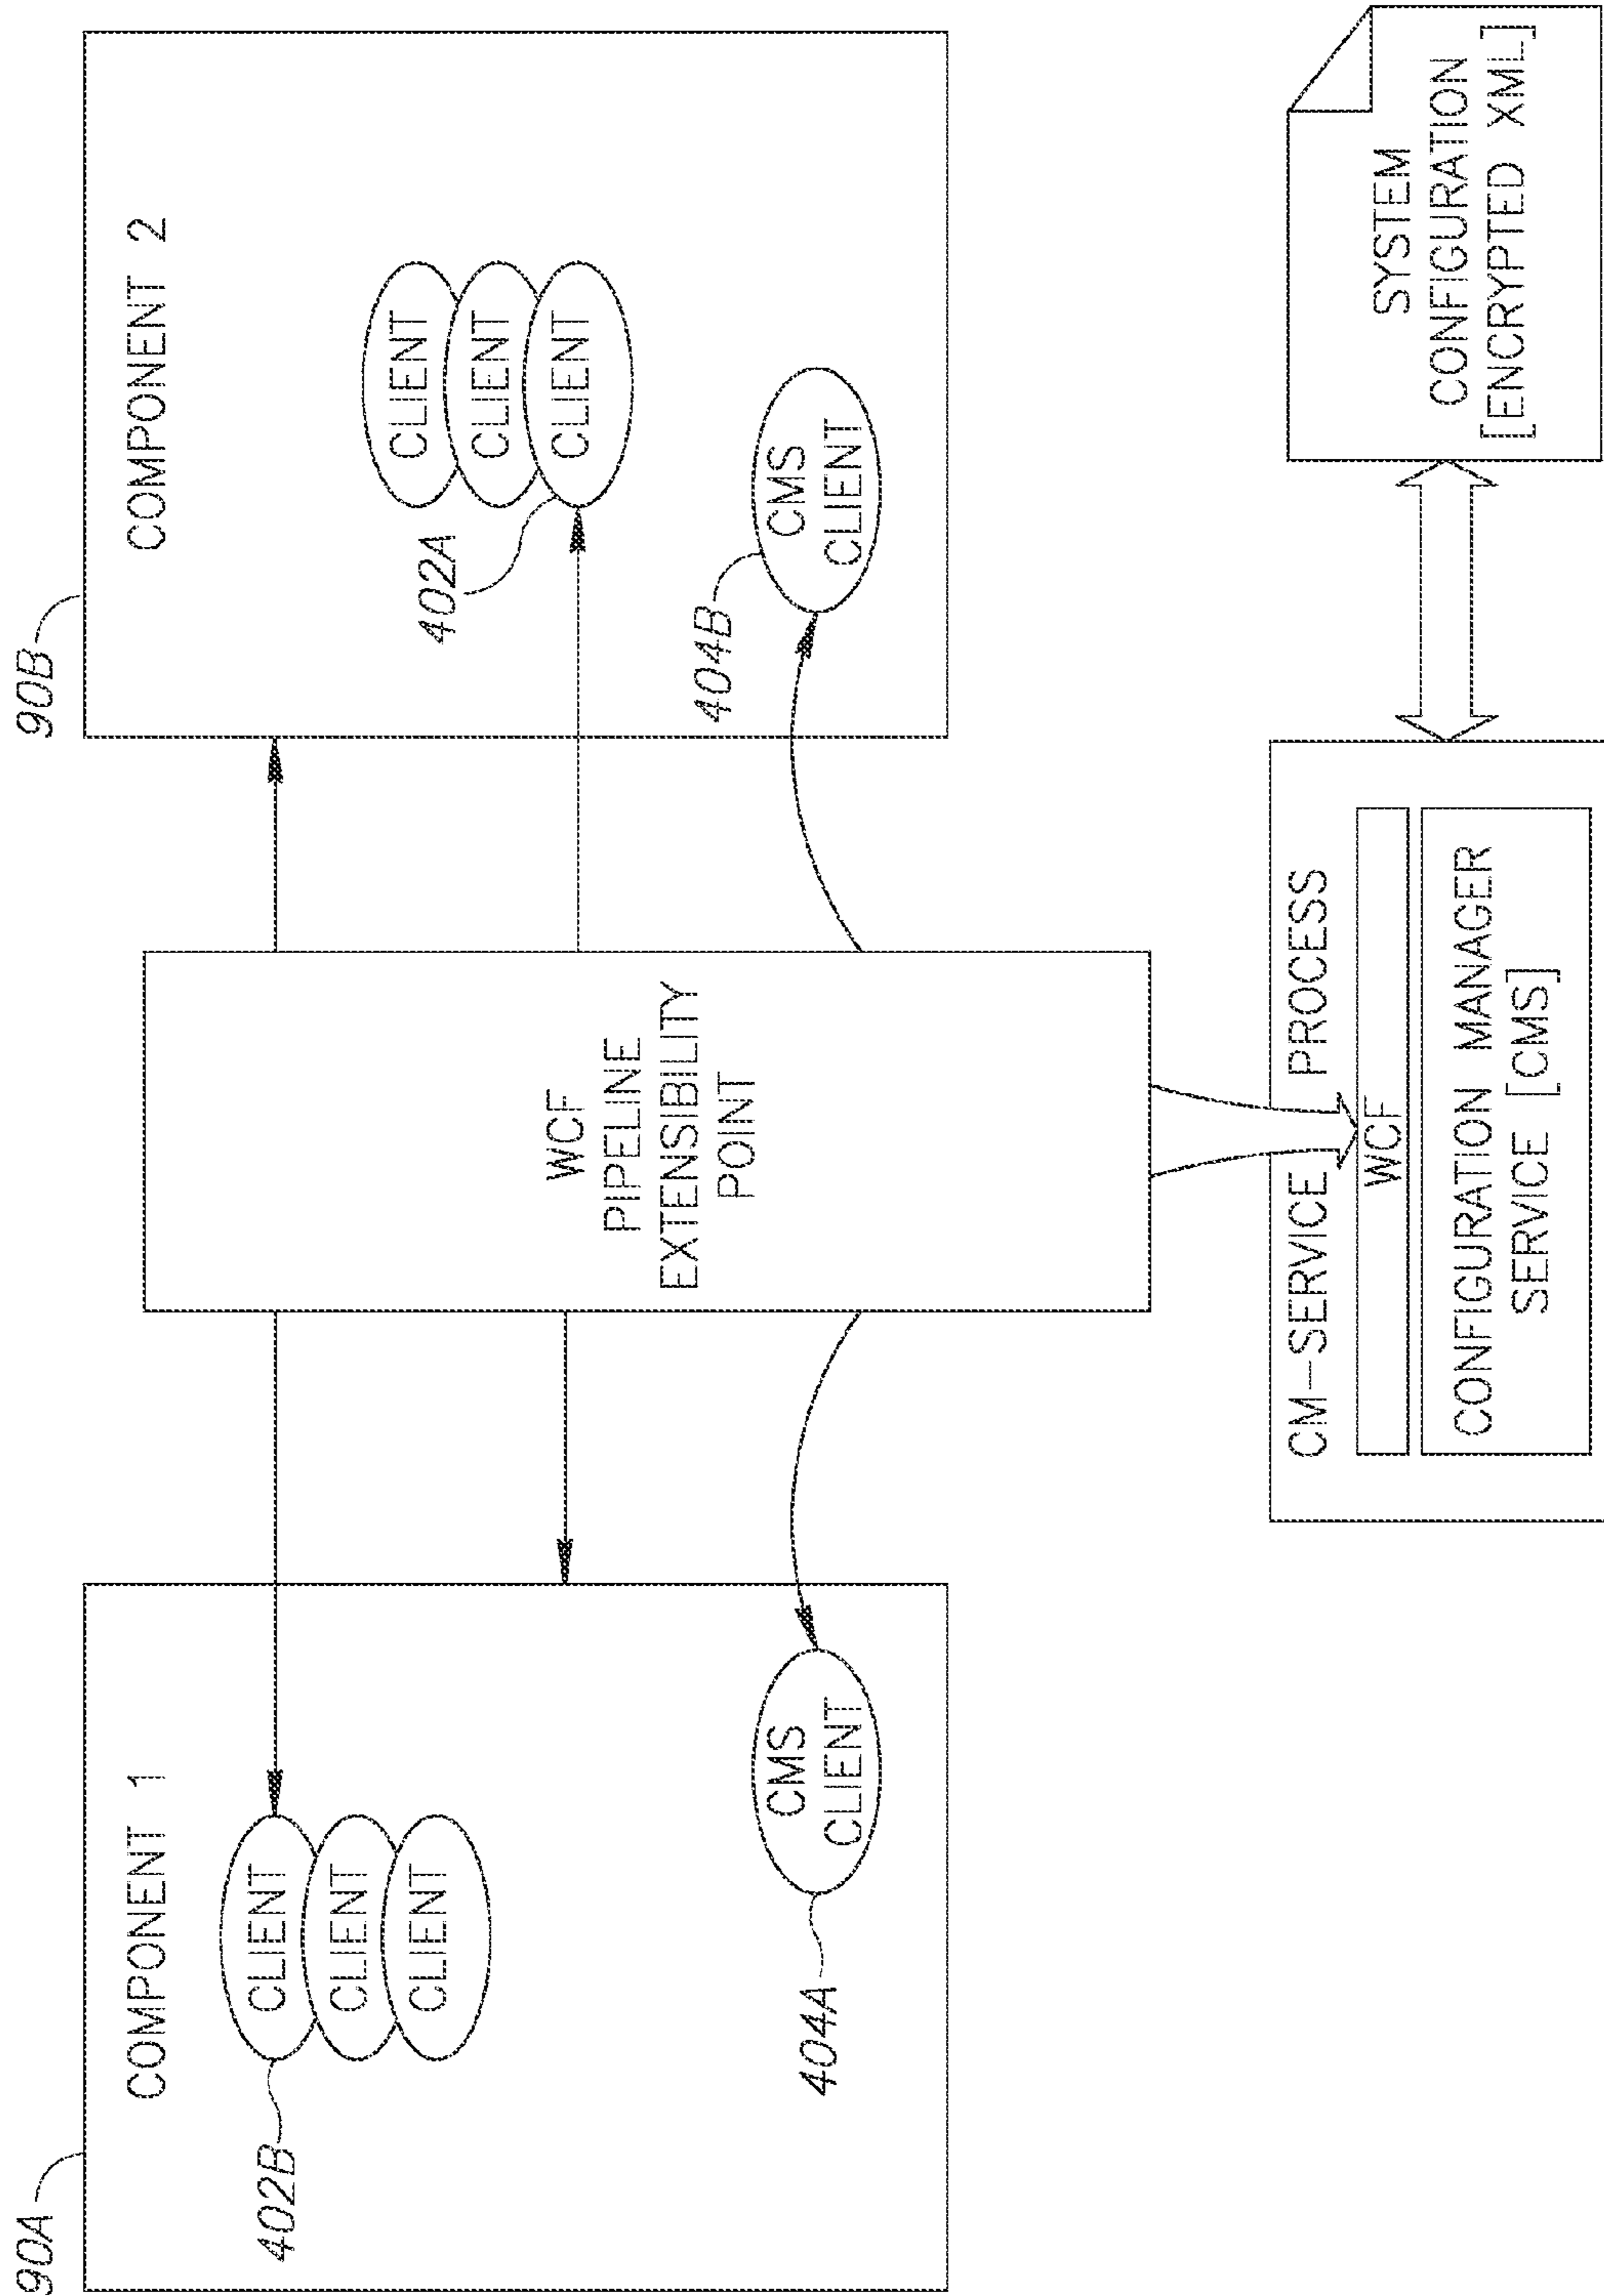 90A
COMPONENT 1
CLIENT
CLIENT
CLIENT
402B
CMS
CLIENT
404A
WCF
PIPELINE
EXTENSIBILITY
POINT
90B
COMPONENT 2
CLIENT
CLIENT
CLIENT
402A
CMS
CLIENT
404B
CM-SERVICE PROCESS
WCF
CONFIGURATION MANAGER
SERVICE [CMS]
SYSTEM
CONFIGURATION
[ENCRYPTED XML]